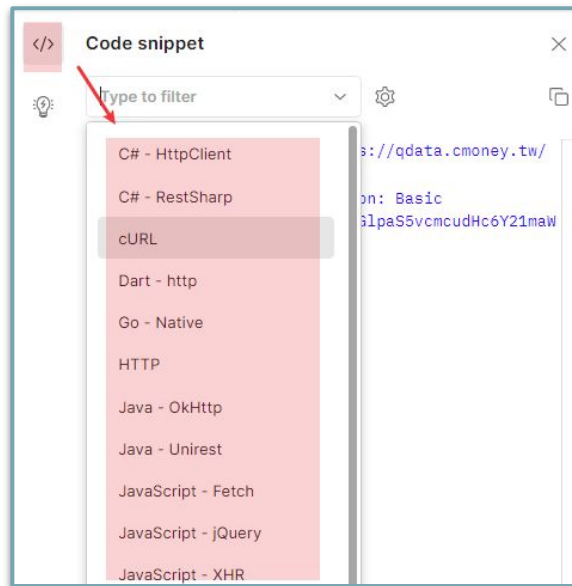 </> Code snippet
Type to filter
C# - HttpClient
s://qdata.cmoney.tw/
C# - RestSharp
on: Basic
cURL
Dart - http
Go - Native
HTTP
Java - OkHttp
Java - Unirest
JavaScript - Fetch
JavaScript - jQuery
JavaScript - XHR